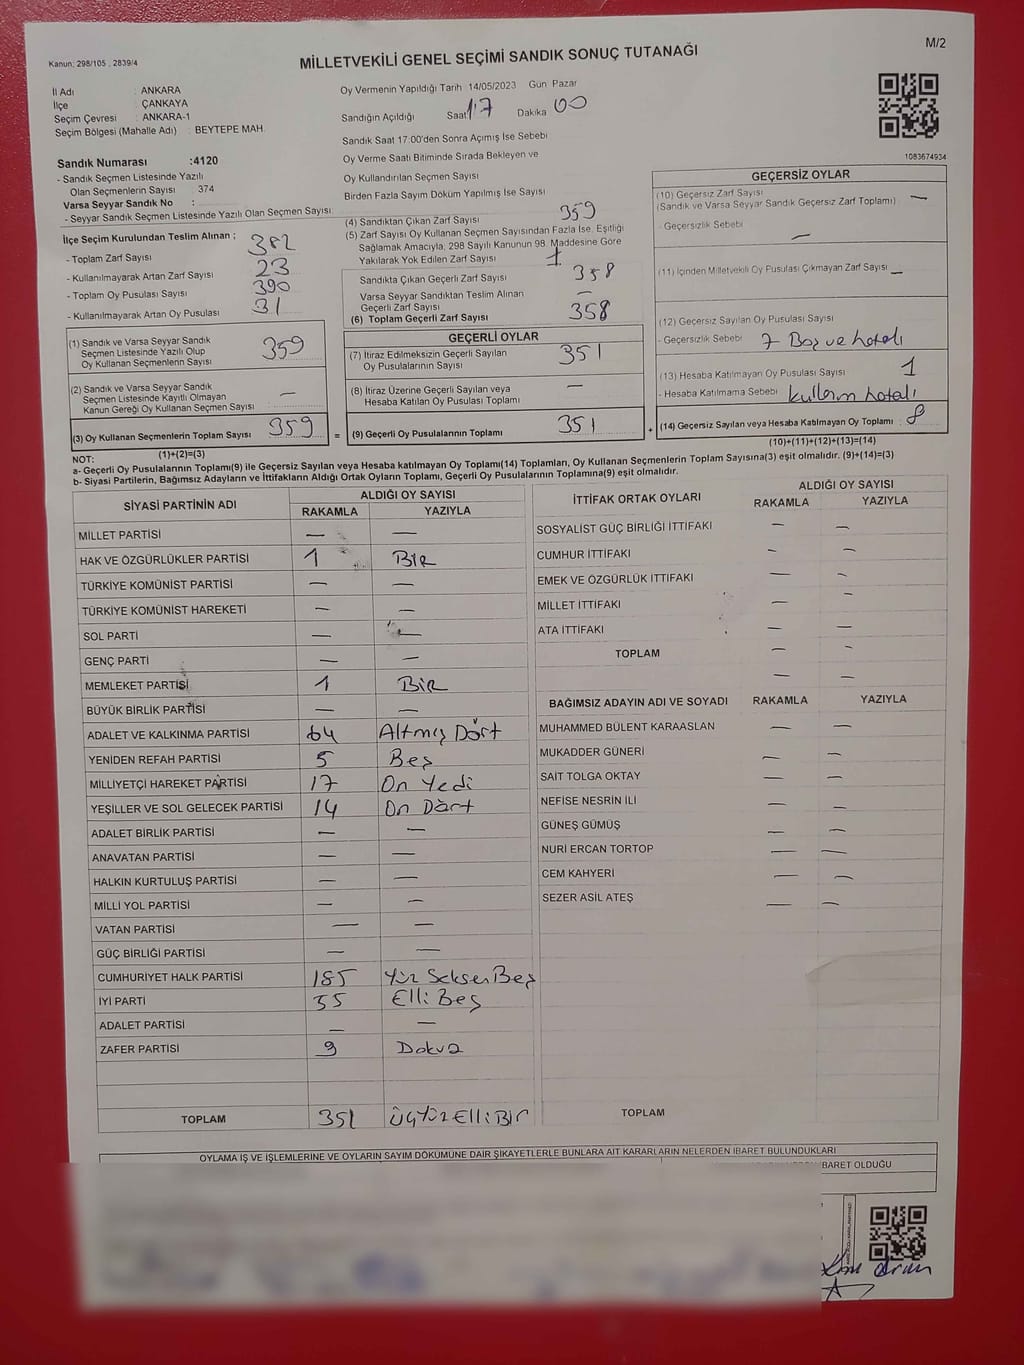 Kanun: 298/105 , 2839/4
MİLLETVEKİLİ GENEL SEÇİMİ SANDIK SONUÇ TUTANAĞI
M/2
İl Adı : ANKARA
İlçe : ÇANKAYA
Seçim Çevresi : ANKARA-1
Seçim Bölgesi (Mahalle Adı) : BEYTEPE MAH.
Sandık Numarası :4120
- Sandık Seçmen Listesinde Yazılı
Olan Seçmenlerin Sayısı : 374
Varsa Seyyar Sandık No :
- Seyyar Sandık Seçmen Listesinde Yazılı Olan Seçmen Sayısı:
İlçe Seçim Kurulundan Teslim Alınan ;
- Toplam Zarf Sayısı 382
- Kullanılmayarak Artan Zarf Sayısı 23
- Toplam Oy Pusulası Sayısı 390
- Kullanılmayarak Artan Oy Pusulası 31
(1) Sandık ve Varsa Seyyar Sandık
Seçmen Listesinde Yazılı Olup
Oy Kullanan Seçmenlerin Sayısı 359
(2) Sandık ve Varsa Seyyar Sandık
Seçmen Listesinde Kayıtlı Olmayan
Kanun Gereği Oy Kullanan Seçmen Sayısı —
(3) Oy Kullanan Seçmenlerin Toplam Sayısı 359
(1)+(2)=(3)
Oy Vermenin Yapıldığı Tarih 14/05/2023 Gün Pazar
Sandığın Açıldığı Saat 17 Dakika 00
Sandık Saat 17:00'den Sonra Açımış İse Sebebi
Oy Verme Saati Bitiminde Sırada Bekleyen ve
Oy Kullandırılan Seçmen Sayısı
Birden Fazla Sayım Döküm Yapılmış İse Sayısı
(4) Sandıktan Çıkan Zarf Sayısı 359
(5) Zarf Sayısı Oy Kullanan Seçmen Sayısından Fazla İse, Eşitliği
Sağlamak Amacıyla, 298 Sayılı Kanunun 98. Maddesine Göre
Yakılarak Yok Edilen Zarf Sayısı 1
Sandıkta Çıkan Geçerli Zarf Sayısı 358
Varsa Seyyar Sandıktan Teslim Alınan
Geçerli Zarf Sayısı —
(6) Toplam Geçerli Zarf Sayısı 358
GEÇERLİ OYLAR
(7) İtiraz Edilmeksizin Geçerli Sayılan
Oy Pusulalarının Sayısı 351
(8) İtiraz Üzerine Geçerli Sayılan veya
Hesaba Katılan Oy Pusulası Toplamı —
= (9) Geçerli Oy Pusulalarının Toplamı 351 +
1083674934
GEÇERSİZ OYLAR
(10) Geçersiz Zarf Sayısı —
(Sandık ve Varsa Seyyar Sandık Geçersiz Zarf Toplamı)
- Geçersizlik Sebebi —
(11) İçinden Milletvekili Oy Pusulası Çıkmayan Zarf Sayısı —
(12) Geçersiz Sayılan Oy Pusulası Sayısı
- Geçersizlik Sebebi 7 Boş ve hatalı
(13) Hesaba Katılmayan Oy Pusulası Sayısı 1
- Hesaba Katılmama Sebebi kullanım hatalı
(14) Geçersiz Sayılan veya Hesaba Katılmayan Oy Toplamı : 8
(10)+(11)+(12)+(13)=(14)
NOT:
a- Geçerli Oy Pusulalarının Toplamı(9) ile Geçersiz Sayılan veya Hesaba katılmayan Oy Toplamı(14) Toplamları, Oy Kullanan Seçmenlerin Toplam Sayısına(3) eşit olmalıdır. (9)+(14)=(3)
b- Siyasi Partilerin, Bağımsız Adayların ve İttifakların Aldığı Ortak Oyların Toplamı, Geçerli Oy Pusulalarının Toplamına(9) eşit olmalıdır.
SİYASİ PARTİNİN ADI ALDIĞI OY SAYISI
RAKAMLA YAZIYLA
MİLLET PARTİSİ — —
HAK VE ÖZGÜRLÜKLER PARTİSİ 1 BİR
TÜRKİYE KOMÜNİST PARTİSİ — —
TÜRKİYE KOMÜNİST HAREKETİ — —
SOL PARTİ — —
GENÇ PARTİ — —
MEMLEKET PARTİSİ 1 BİR
BÜYÜK BİRLİK PARTİSİ — —
ADALET VE KALKINMA PARTİSİ 64 Altmış Dört
YENİDEN REFAH PARTİSİ 5 Beş
MİLLİYETÇİ HAREKET PARTİSİ 17 On Yedi
YEŞİLLER VE SOL GELECEK PARTİSİ 14 On Dört
ADALET BİRLİK PARTİSİ — —
ANAVATAN PARTİSİ — —
HALKIN KURTULUŞ PARTİSİ — —
MİLLİ YOL PARTİSİ — —
VATAN PARTİSİ — —
GÜÇ BİRLİĞİ PARTİSİ — —
CUMHURİYET HALK PARTİSİ 185 Yüz Seksen Beş
İYİ PARTİ 55 Elli Beş
ADALET PARTİSİ — —
ZAFER PARTİSİ 9 Dokuz
TOPLAM 351 ÜçYüz Elli BİR
İTTİFAK ORTAK OYLARI ALDIĞI OY SAYISI
RAKAMLA YAZIYLA
SOSYALİST GÜÇ BİRLİĞİ İTTİFAKI — —
CUMHUR İTTİFAKI — —
EMEK VE ÖZGÜRLÜK İTTİFAKI — —
MİLLET İTTİFAKI — —
ATA İTTİFAKI — —
TOPLAM — —
— —
BAĞIMSIZ ADAYIN ADI VE SOYADI RAKAMLA YAZIYLA
MUHAMMED BÜLENT KARAASLAN — —
MUKADDER GÜNERİ — —
SAİT TOLGA OKTAY — —
NEFİSE NESRİN İLİ — —
GÜNEŞ GÜMÜŞ — —
NURİ ERCAN TORTOP — —
CEM KAHYERİ — —
SEZER ASİL ATEŞ — —
TOPLAM
OYLAMA İŞ VE İŞLEMLERİNE VE OYLARIN SAYIM DÖKÜMÜNE DAİR ŞİKAYETLERLE BUNLARA AİT KARARLARIN NELERDEN İBARET BULUNDUKLARI
İBARET OLDUĞU